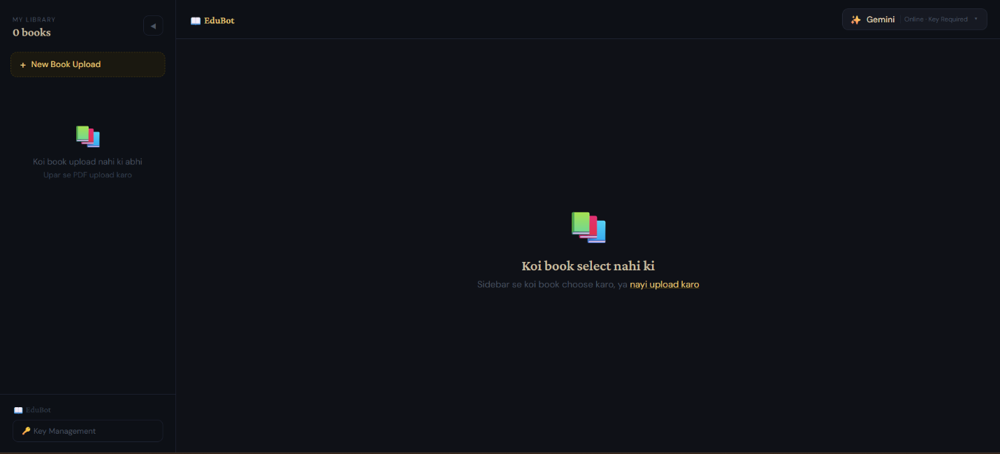 MY LIBRARY
0 books
+ New Book Upload
Koi book upload nahi ki abhi
Upar se PDF upload karo
EduBot
Key Management
EduBot
Gemini Online · Key Required
Koi book select nahi ki
Sidebar se koi book choose karo, ya nayi upload karo